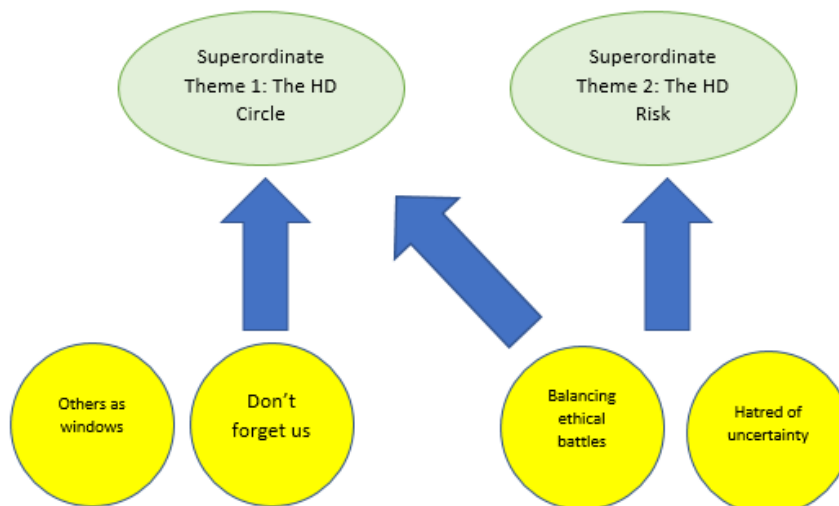 Superordinate
Theme 1: The HD
Circle
Superordinate
Theme 2: The HD
Risk
Others as
windows
Don’t
forget us
Balancing
ethical
battles
Hatred of
uncertainty